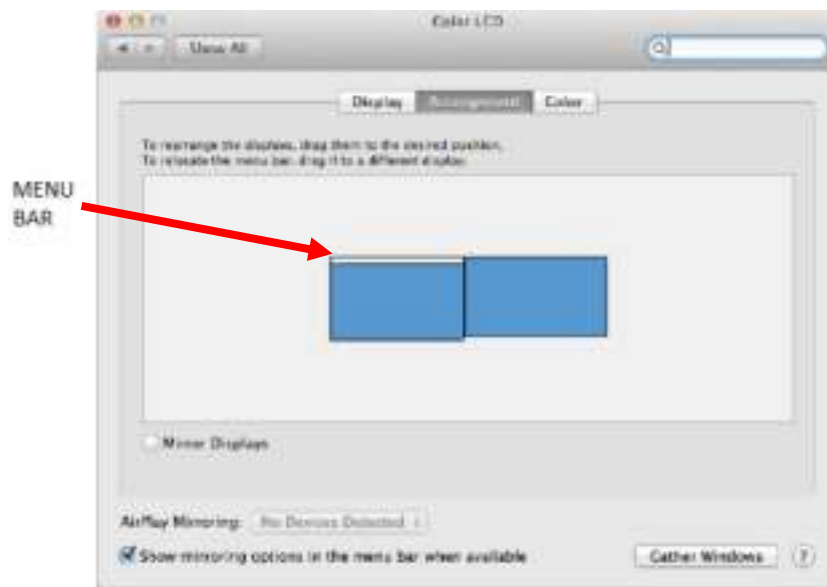 Color LCD
Show All
Display Arrangement Color
To rearrange the displays, drag them to the desired position.
To relocate the menu bar, drag it to a different display.
MENU
BAR
Mirror Displays
AirPlay Mirroring: No Devices Detected
Show mirroring options in the menu bar when available
Gather Windows ?